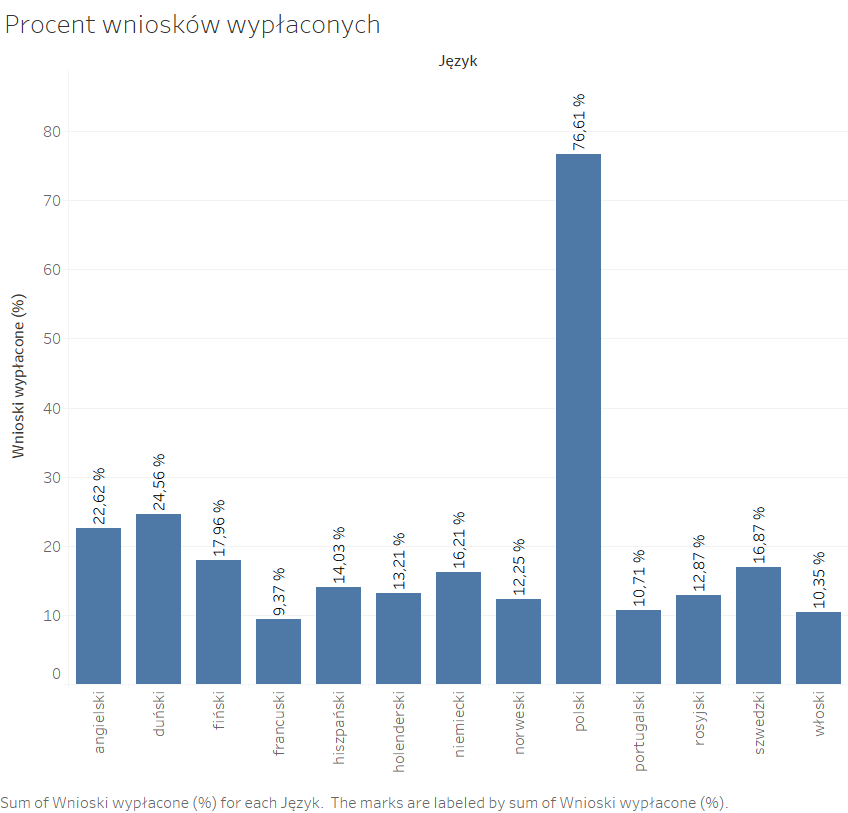 Procent wniosków wypłaconych
Język
Wnioski wypłacone (%)
80
70
60
50
40
30
20
10
0
22,62 %
24,56 %
17,96 %
9,37 %
14,03 %
13,21 %
16,21 %
12,25 %
76,61 %
10,71 %
12,87 %
16,87 %
10,35 %
angielski
duński
fiński
francuski
hiszpański
holenderski
niemiecki
norweski
polski
portugalski
rosyjski
szwedzki
włoski
Sum of Wnioski wypłacone (%) for each Język.  The marks are labeled by sum of Wnioski wypłacone (%).